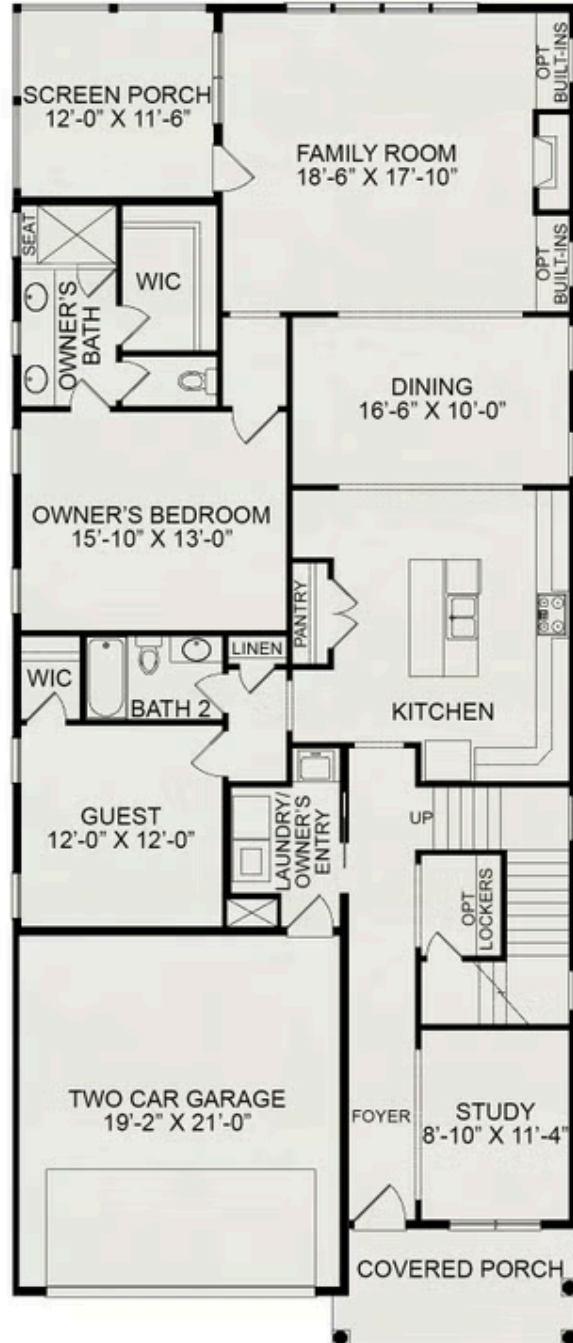 SCREEN PORCH
12'-0" X 11'-6"
FAMILY ROOM
18'-6" X 17'-10"
OPT
BUILT-INS
OPT
BUILT-INS
SEAT
WIC
OWNER'S
BATH
DINING
16'-6" X 10'-0"
OWNER'S BEDROOM
15'-10" X 13'-0"
PANTRY
LINEN
WIC
BATH 2
KITCHEN
GUEST
12'-0" X 12'-0"
LAUNDRY/
OWNER'S
ENTRY
UP
OPT
LOCKERS
TWO CAR GARAGE
19'-2" X 21'-0"
FOYER
STUDY
8'-10" X 11'-4"
COVERED PORCH